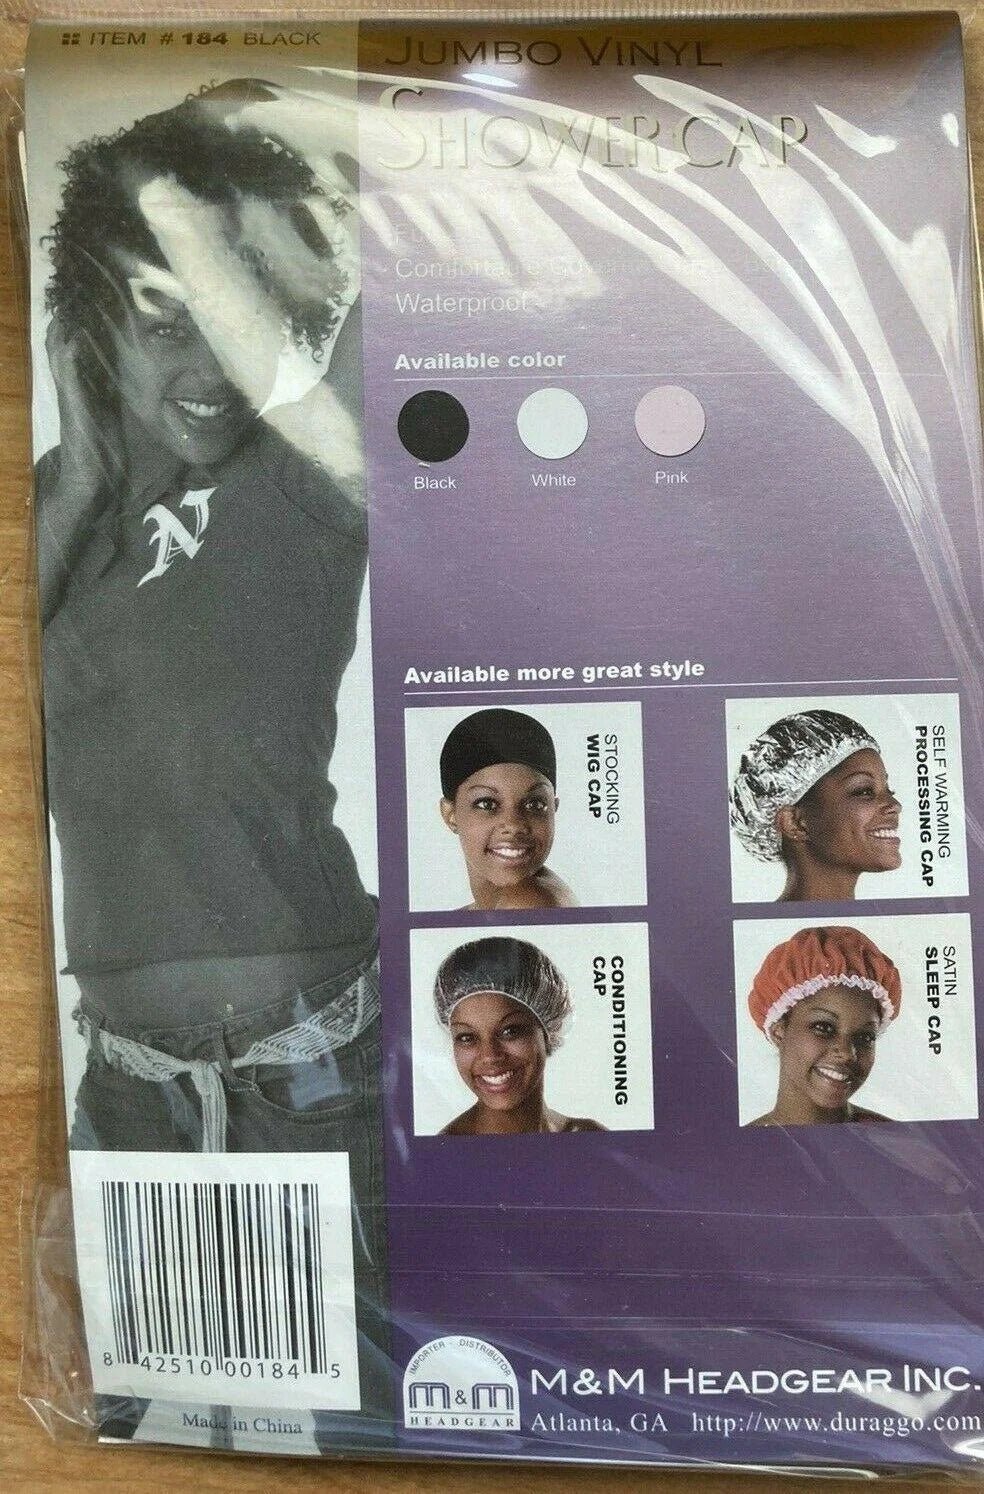 ITEM # 184 BLACK
JUMBO VINYL
SHOWER CAP
Comfortable
Waterproof
Available color
Black
White
Pink
N
Available more great style
STOCKING
WIG CAP
SELF WARMING
PROCESSING CAP
CONDITIONING
CAP
SATIN
SLEEP CAP
8 42510 00184 5
Made in China
IMPORTER - DISTRIBUTOR
M&M
HEADGEAR
M&M HEADGEAR INC.
Atlanta, GA http://www.duraggo.com